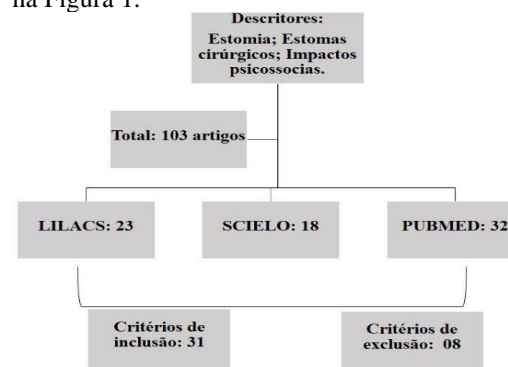 na Figura 1.
Descritores:
Estomia; Estomas
cirúrgicos; Impactos
psicossocias.
Total: 103 artigos
LILACS: 23
SCIELO: 18
PUBMED: 32
Critérios de
inclusão: 31
Critérios de
exclusão: 08